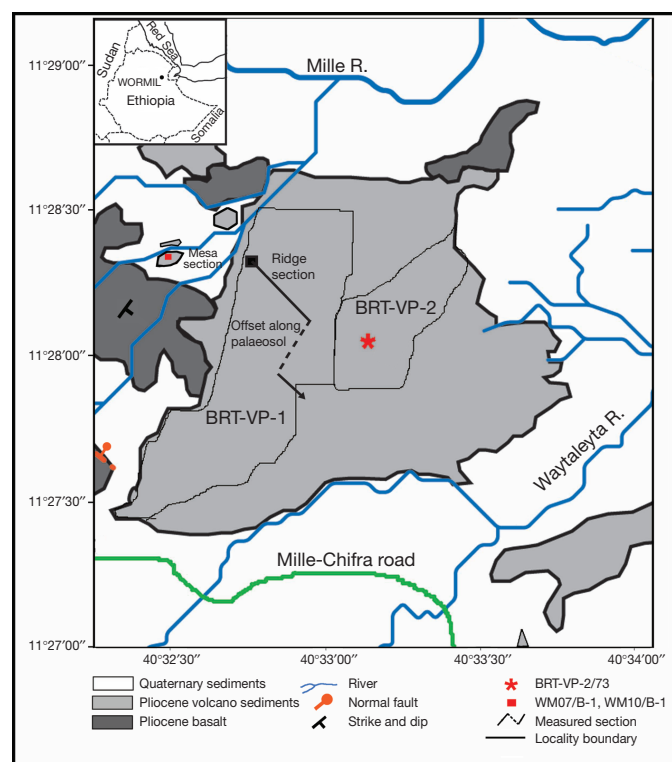 Sudan
Red Sea
WORMIL
Ethiopia
Somalia
11°29′00′′
Mille R.
11°28′30′′
Mesa
section
Ridge
section
BRT-VP-2
Offset along
palaeosol
11°28′00′′
BRT-VP-1
Waytaleyta R.
11°27′30′′
Mille-Chifra road
11°27′00′′
40°32′30′′
40°33′00′′
40°33′30′′
40°34′00′′
Quaternary sediments
Pliocene volcano sediments
Pliocene basalt
River
Normal fault
Strike and dip
BRT-VP-2/73
WM07/B-1, WM10/B-1
Measured section
Locality boundary